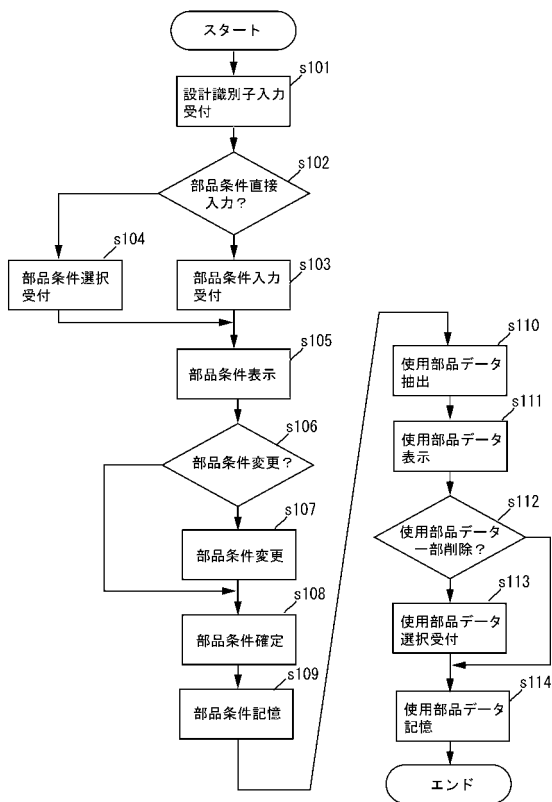 スタート
s101
設計識別子入力
受付
s102
部品条件直接
入力？
s104
部品条件選択
受付
s103
部品条件入力
受付
s105
部品条件表示
s106
部品条件変更？
s107
部品条件変更
s108
部品条件確定
s109
部品条件記憶
s110
使用部品データ
抽出
s111
使用部品データ
表示
s112
使用部品データ
一部削除？
s113
使用部品データ
選択受付
s114
使用部品データ
記憶
エンド